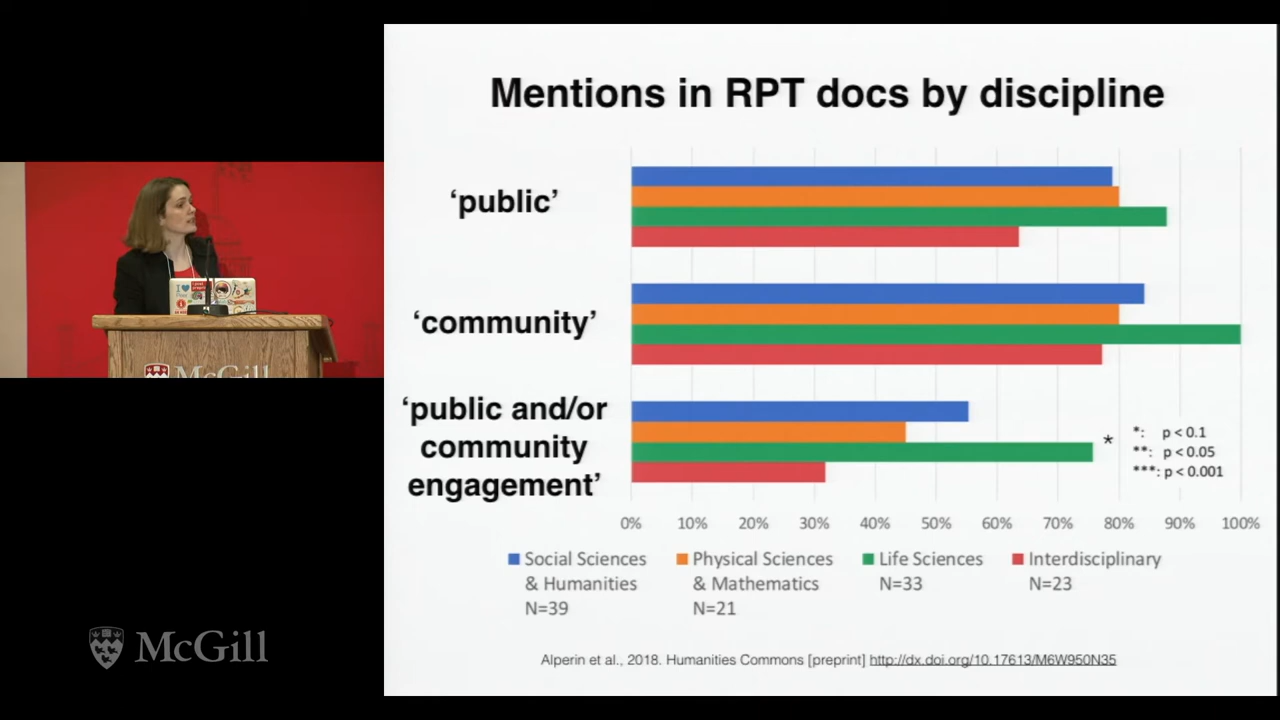 Mentions in RPT docs by discipline
‘public’
‘community’
‘public and/or
community
engagement’
*
*: p < 0.1
**: p < 0.05
***: p < 0.001
0% 10% 20% 30% 40% 50% 60% 70% 80% 90% 100%
Social Sciences
& Humanities
N=39
Physical Sciences
& Mathematics
N=21
Life Sciences
N=33
Interdisciplinary
N=23
Alperin et al., 2018. Humanities Commons [preprint] http://dx.doi.org/10.17613/M6W950N35
McGill
McGill